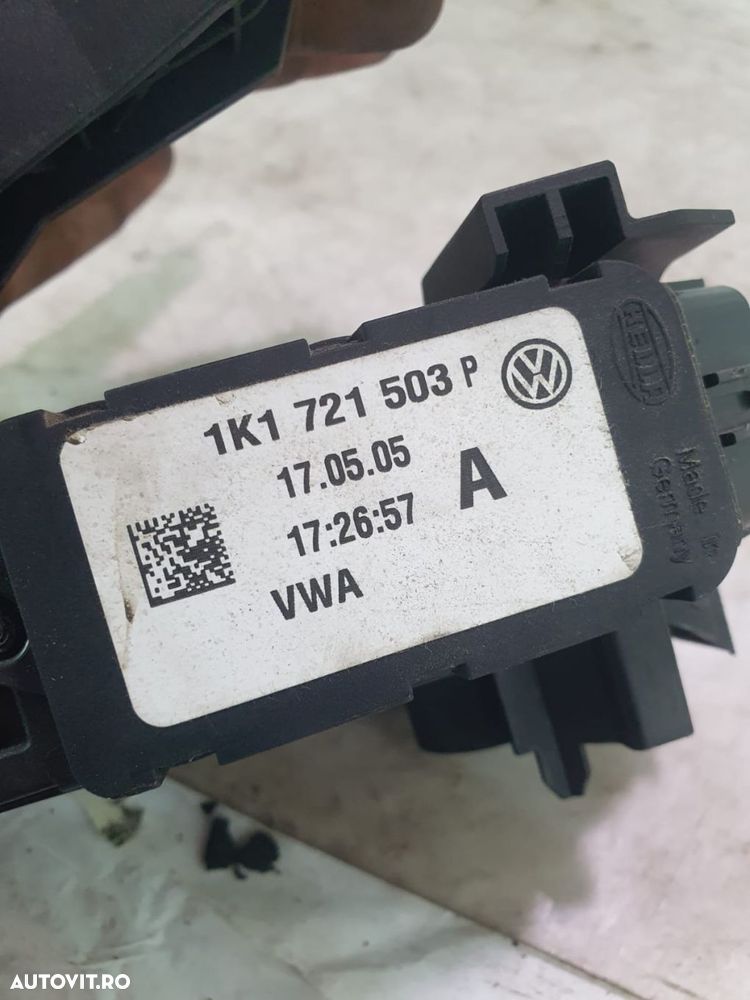 1K1 721 503 P
17.05.05
A
17:26:57
VWA
HELLA
Made in
Germany
AUTOVIT.RO